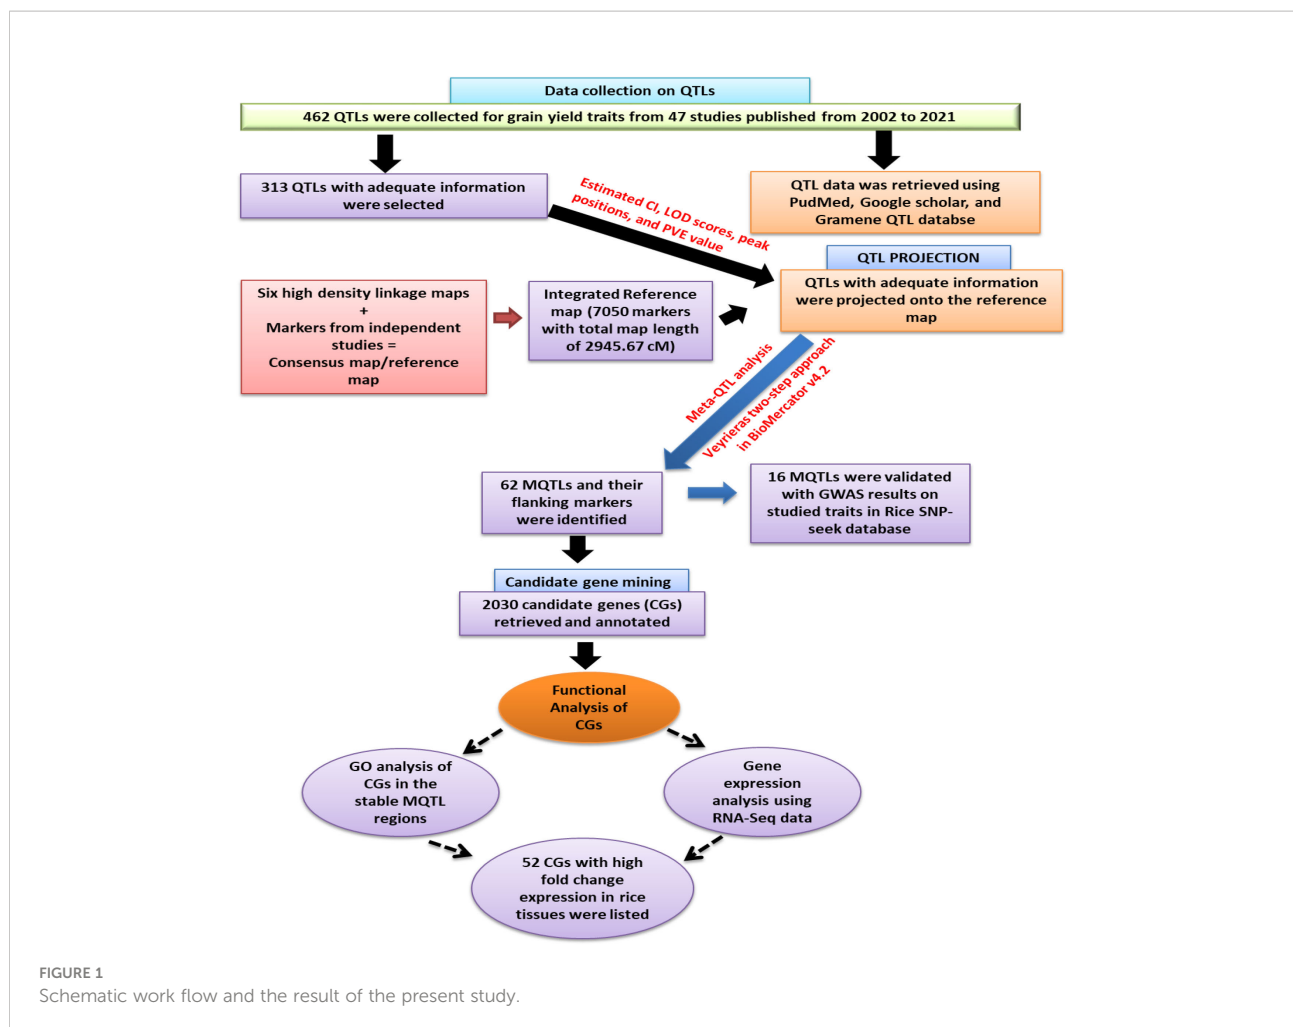 Data collection on QTLs
462 QTLs were collected for grain yield traits from 47 studies published from 2002 to 2021
313 QTLs with adequate information
were selected
Estimated CI, LOD scores, peak
positions, and PVE value
QTL data was retrieved using
PudMed, Google scholar, and
Gramene QTL databse
QTL PROJECTION
QTLs with adequate information
were projected onto the reference
map
Six high density linkage maps
+
Markers from independent
studies =
Consensus map/reference
map
Integrated Reference
map (7050 markers
with total map length
of 2945.67 cM)
Meta-QTL analysis
Veyrieras two-step approach
in BioMercator v4.2
62 MQTLs and their
flanking markers
were identified
16 MQTLs were validated
with GWAS results on
studied traits in Rice SNP-
seek database
Candidate gene mining
2030 candidate genes (CGs)
retrieved and annotated
Functional
Analysis of
CGs
GO analysis of
CGs in the
stable MQTL
regions
Gene
expression
analysis using
RNA-Seq data
52 CGs with high
fold change
expression in rice
tissues were listed
FIGURE 1
Schematic work flow and the result of the present study.